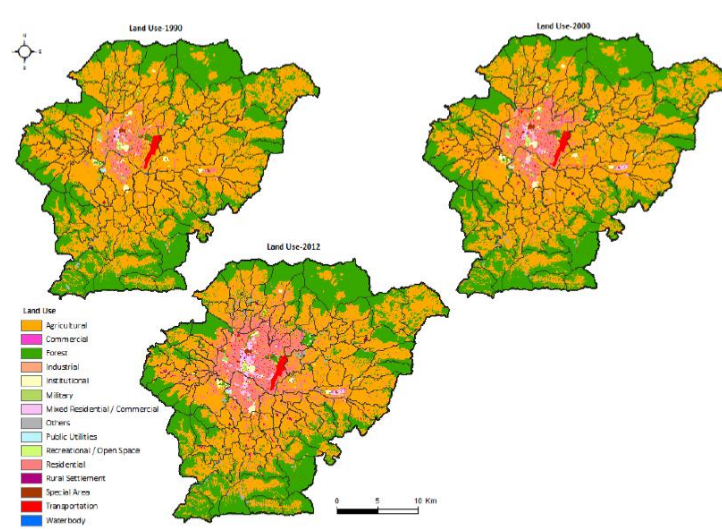 Land Use-1990
Land Use-2000
N
E
S
Land Use-2012
Land Use
Agricultural
Commercial
Forest
Industrial
Institutional
Military
Mixed Residential / Commercial
Others
Public Utilities
Recreational / Open Space
Residential
Rural Settlement
Special Area
Transportation
Waterbody
0 5 10 Km